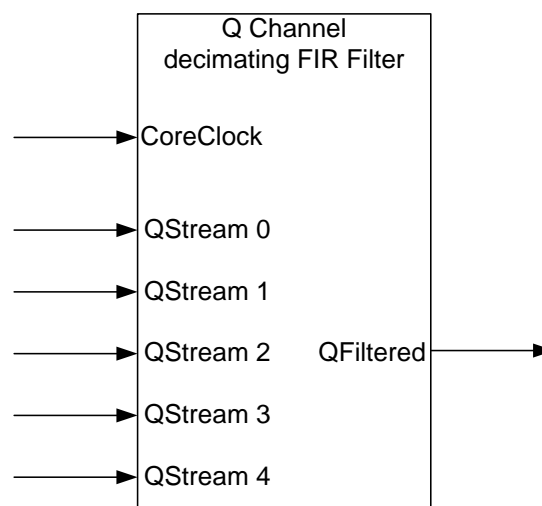 Q Channel
decimating FIR Filter
CoreClock
QStream 0
QStream 1
QStream 2
QFiltered
QStream 3
QStream 4